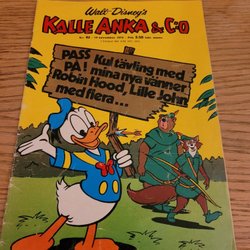 Walt Disney's
KALLE ANKA & C:O
PASS PÅ! Kul tävling med
mina nya vänner
Robin Hood, Lille John
med flera...